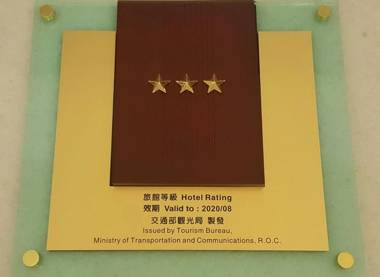 旅館等級 Hotel Rating
效期 Valid to : 2020/08
交通部觀光局 製發
Issued by Tourism Bureau,
Ministry of Transportation and Communications, R.O.C.